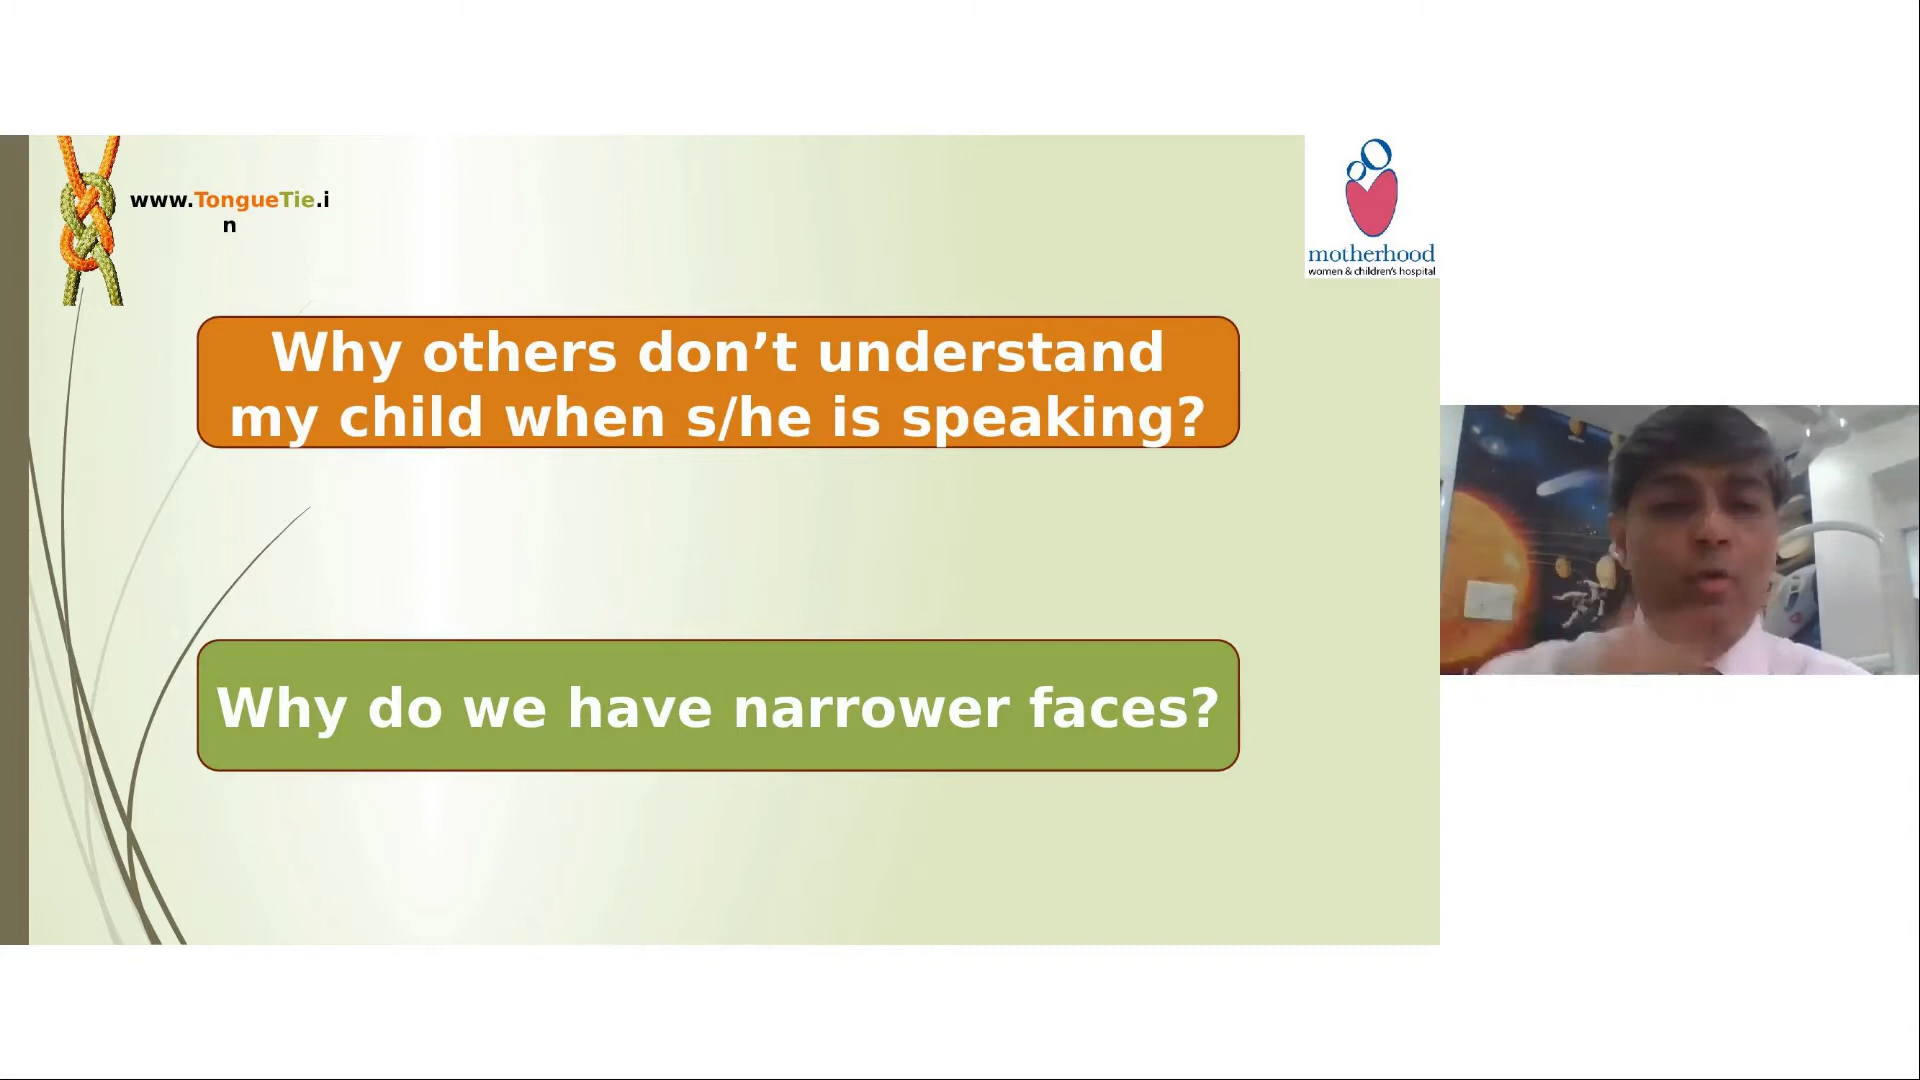 www.TongueTie.i
n
motherhood
women & children's hospital
Why others don’t understand
my child when s/he is speaking?
Why do we have narrower faces?